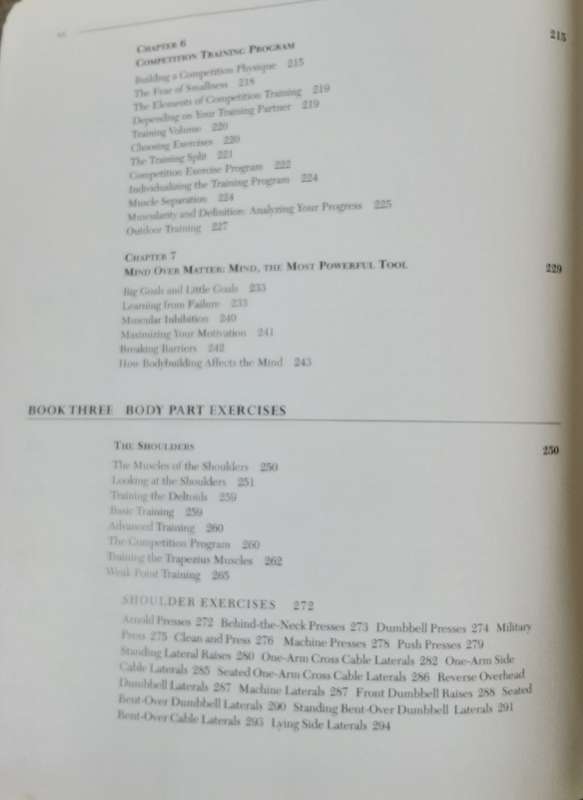 CHAPTER 6
COMPETITION TRAINING PROGRAM 215
Building a Competition Physique 215
The Fear of Smallness 218
The Elements of Competition Training 219
Depending on Your Training Partner 219
Training Volume 220
Choosing Exercises 220
The Training Split 221
Competition Exercise Program 222
Individualizing the Training Program 224
Muscle Separation 224
Muscularity and Definition: Analyzing Your Progress 225
Outdoor Training 227
CHAPTER 7
MIND OVER MATTER: MIND, THE MOST POWERFUL TOOL 229
Big Goals and Little Goals 233
Learning from Failure 233
Muscular Inhibition 240
Maximizing Your Motivation 241
Breaking Barriers 242
How Bodybuilding Affects the Mind 243
BOOK THREE BODY PART EXERCISES
THE SHOULDERS 250
The Muscles of the Shoulders 250
Looking at the Shoulders 251
Training the Deltoids 259
Basic Training 259
Advanced Training 260
The Competition Program 260
Training the Trapezius Muscles 262
Weak Point Training 265
SHOULDER EXERCISES 272
Arnold Presses 272 Behind-the-Neck Presses 273 Dumbbell Presses 274 Military
Press 275 Clean and Press 276 Machine Presses 278 Push Presses 279
Standing Lateral Raises 280 One-Arm Cross Cable Laterals 282 One-Arm Side
Cable Laterals 285 Seated One-Arm Cross Cable Laterals 286 Reverse Overhead
Dumbbell Laterals 287 Machine Laterals 287 Front Dumbbell Raises 288 Seated
Bent-Over Dumbbell Laterals 290 Standing Bent-Over Dumbbell Laterals 291
Bent-Over Cable Laterals 293 Lying Side Laterals 294